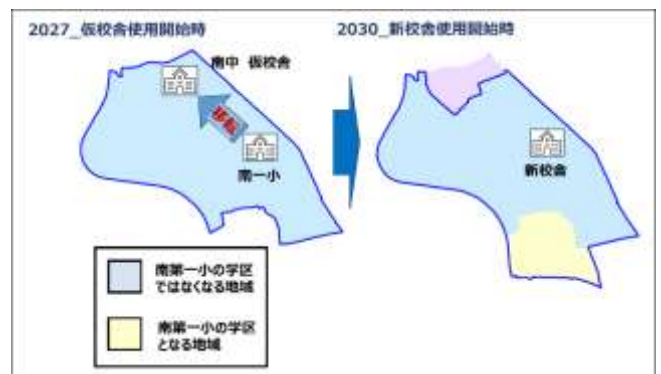 2027_仮校舎使用開始時
2030_新校舎使用開始時
南中 仮校舎
移転
南一小
新校舎
南第一小の学区
ではなくなる地域
南第一小の学区
となる地域